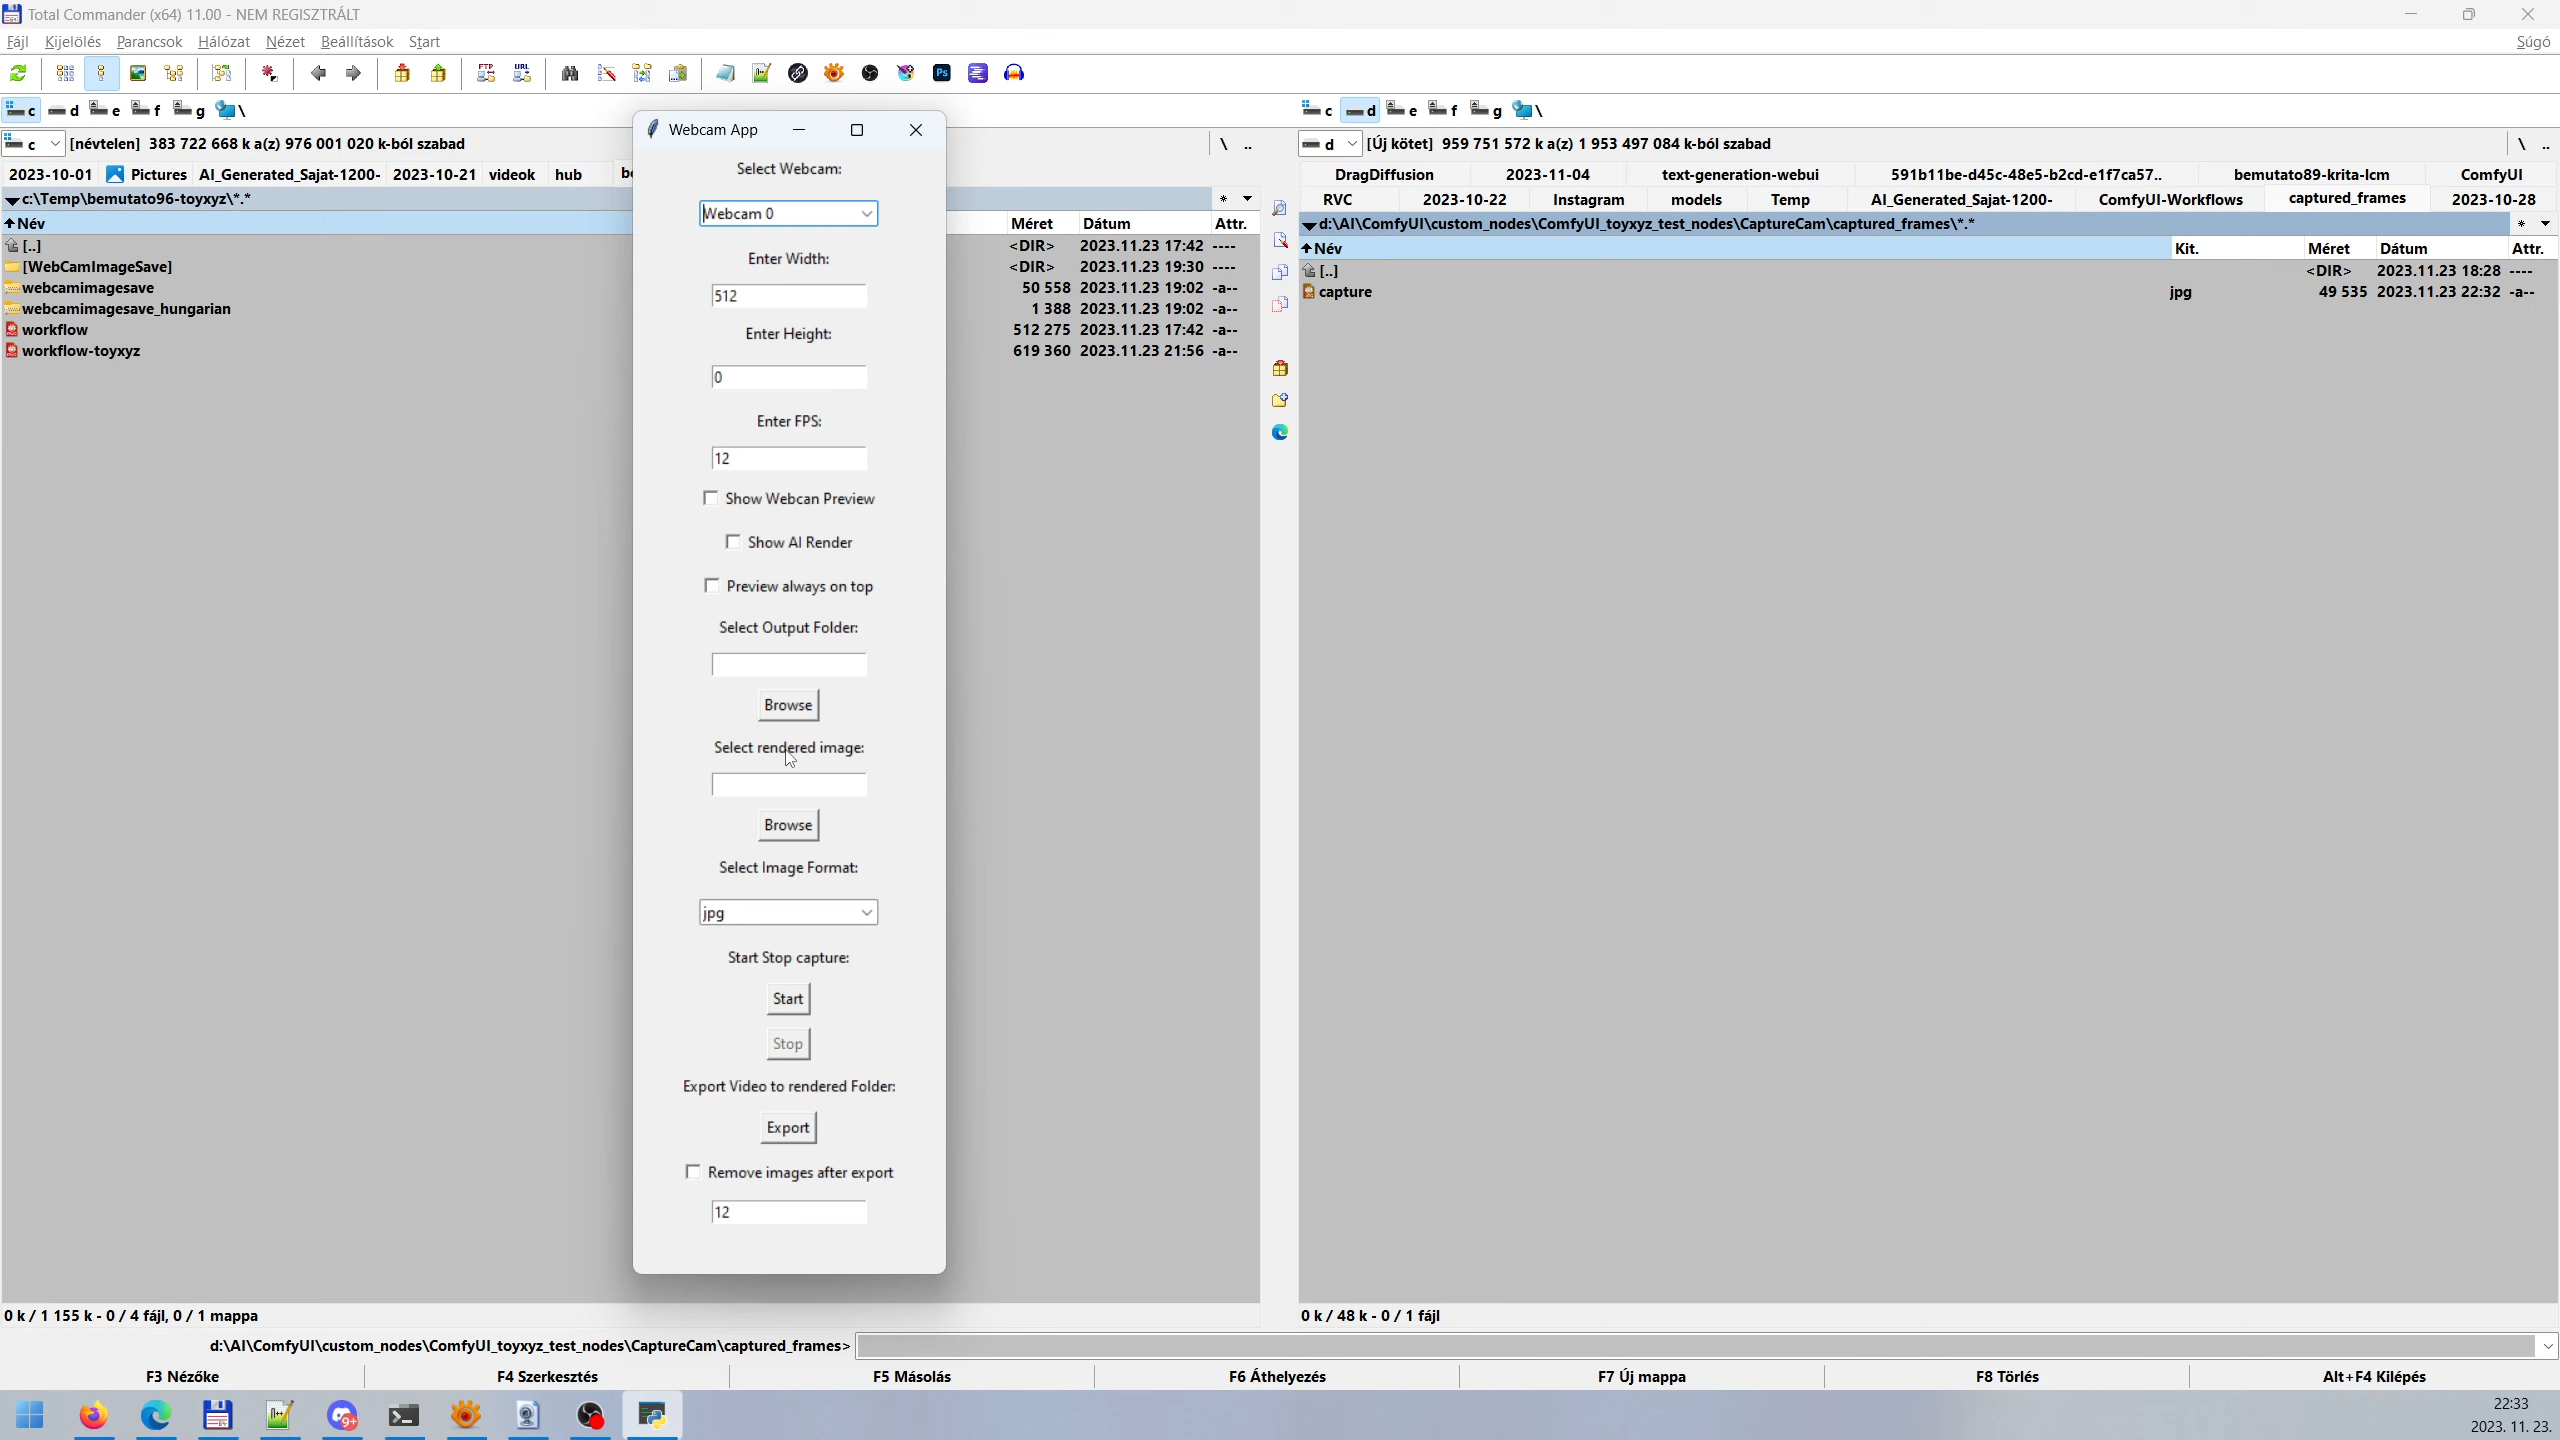 Total Commander (x64) 11.00 - NEM REGISZTRÁLT
Fájl Kijelölés Parancsok Hálózat Nézet Beállítások Start Súgó
FTP URL Ps
c d e f g \
c [névtelen] 383 722 668 k a(z) 976 001 020 k-ból szabad \ ..
2023-10-01 Pictures AI_Generated_Sajat-1200- 2023-10-21 videok hub
c:\Temp\bemutato96-toyxyz\*.* *
Név Méret Dátum Attr.
[..] <DIR> 2023.11.23 17:42 ----
[WebCamImageSave] <DIR> 2023.11.23 19:30 ----
webcamimagesave 50 558 2023.11.23 19:02 -a--
webcamimagesave_hungarian 1 388 2023.11.23 19:02 -a--
workflow 512 275 2023.11.23 17:42 -a--
workflow-toyxyz 619 360 2023.11.23 21:56 -a--
0 k / 1 155 k - 0 / 4 fájl, 0 / 1 mappa
Webcam App
Select Webcam:
Webcam 0
Enter Width:
512
Enter Height:
0
Enter FPS:
12
Show Webcan Preview
Show AI Render
Preview always on top
Select Output Folder:
Browse
Select rendered image:
Browse
Select Image Format:
jpg
Start Stop capture:
Start
Stop
Export Video to rendered Folder:
Export
Remove images after export
12
c d e f g \
d [Új kötet] 959 751 572 k a(z) 1 953 497 084 k-ból szabad \ ..
DragDiffusion 2023-11-04 text-generation-webui 591b11be-d45c-48e5-b2cd-e1f7ca57.. bemutato89-krita-lcm ComfyUI
RVC 2023-10-22 Instagram models Temp AI_Generated_Sajat-1200- ComfyUI-Workflows captured_frames 2023-10-28
d:\AI\ComfyUI\custom_nodes\ComfyUI_toyxyz_test_nodes\CaptureCam\captured_frames\*.* *
Név Kit. Méret Dátum Attr.
[..] <DIR> 2023.11.23 18:28 ----
capture jpg 49 535 2023.11.23 22:32 -a--
0 k / 48 k - 0 / 1 fájl
d:\AI\ComfyUI\custom_nodes\ComfyUI_toyxyz_test_nodes\CaptureCam\captured_frames>
F3 Nézőke F4 Szerkesztés F5 Másolás F6 Áthelyezés F7 Új mappa F8 Törlés Alt+F4 Kilépés
9+
22:33
2023. 11. 23.